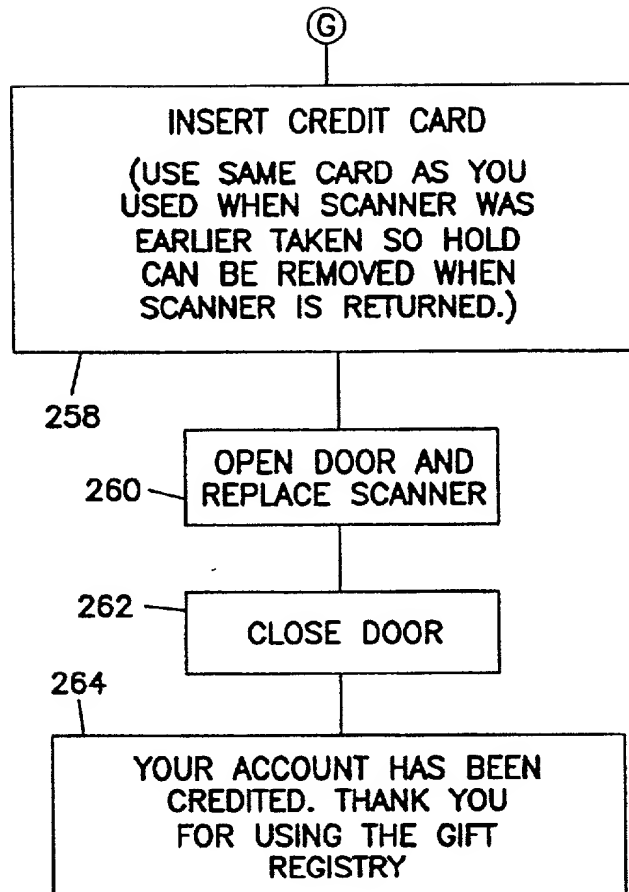 G
INSERT CREDIT CARD
(USE SAME CARD AS YOU
USED WHEN SCANNER WAS
EARLIER TAKEN SO HOLD
CAN BE REMOVED WHEN
SCANNER IS RETURNED.)
258
OPEN DOOR AND
REPLACE SCANNER
260
262
CLOSE DOOR
264
YOUR ACCOUNT HAS BEEN
CREDITED. THANK YOU
FOR USING THE GIFT
REGISTRY